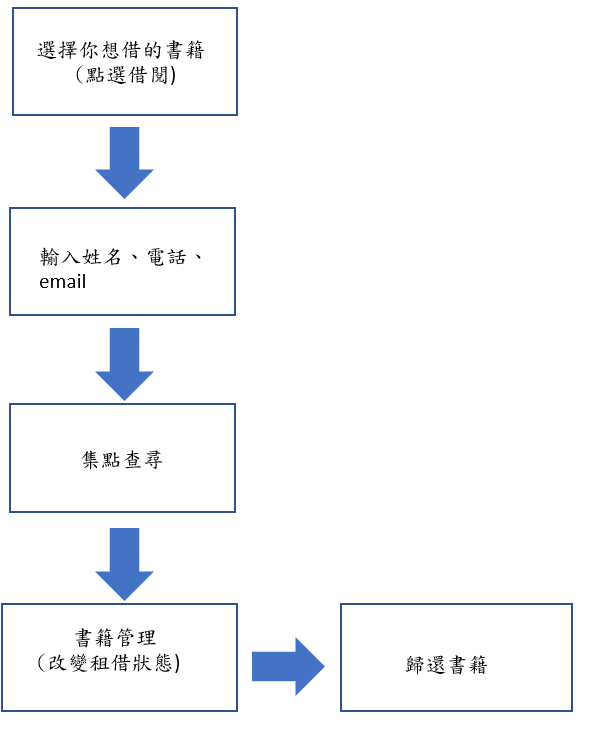 選擇你想借的書籍
（點選借閱)
輸入姓名、電話、
email
集點查尋
書籍管理
（改變租借狀態)
歸還書籍